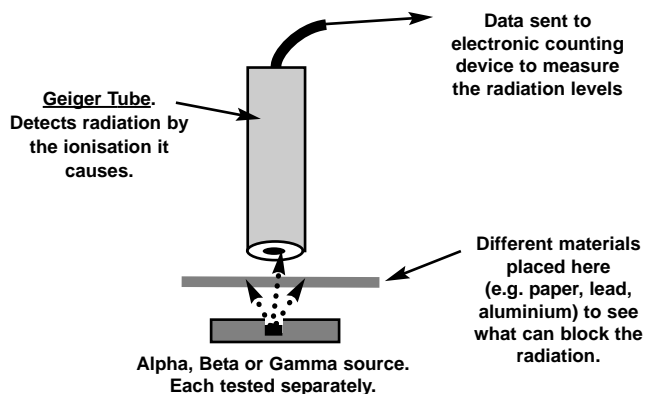 Data sent to
electronic counting
device to measure
the radiation levels
Geiger Tube.
Detects radiation by
the ionisation it
causes.
Different materials
placed here
(e.g. paper, lead,
aluminium) to see
what can block the
radiation.
Alpha, Beta or Gamma source.
Each tested separately.